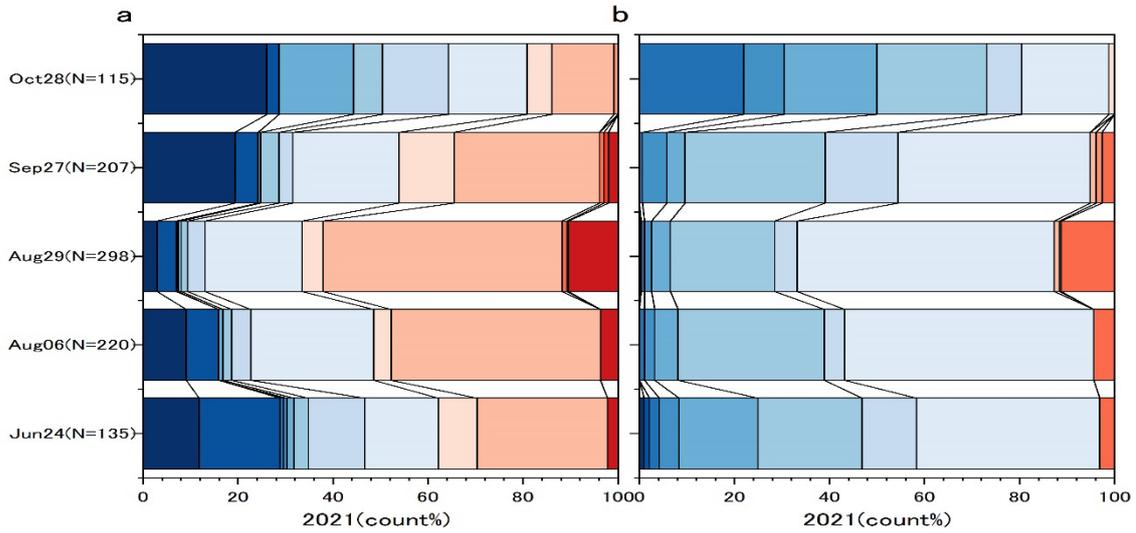 a
b
Oct28(N=115)
Sep27(N=207)
Aug29(N=298)
Aug06(N=220)
Jun24(N=135)
0 20 40 60 80 100
0 20 40 60 80 100
2021(count%)
2021(count%)